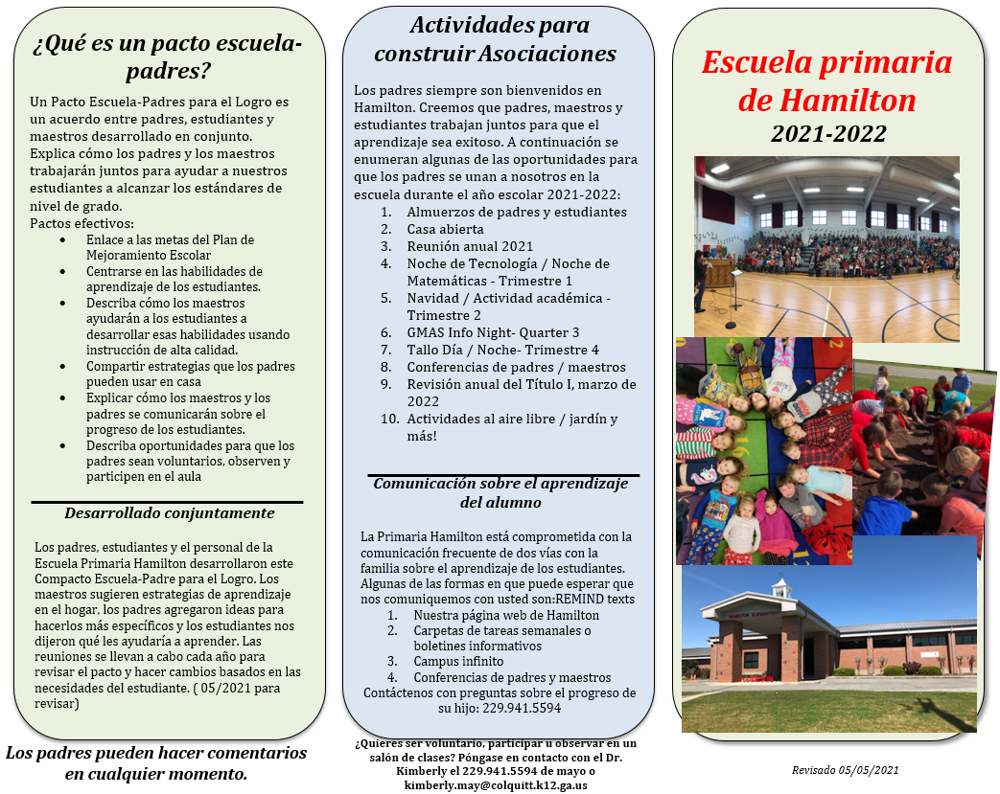 ¿Qué es un pacto escuela-
padres?
Un Pacto Escuela-Padres para el Logro es
un acuerdo entre padres, estudiantes y
maestros desarrollado en conjunto.
Explica cómo los padres y los maestros
trabajarán juntos para ayudar a nuestros
estudiantes a alcanzar los estándares de
nivel de grado.
Pactos efectivos:
• Enlace a las metas del Plan de
Mejoramiento Escolar
• Centrarse en las habilidades de
aprendizaje de los estudiantes.
• Describa cómo los maestros
ayudarán a los estudiantes a
desarrollar esas habilidades usando
instrucción de alta calidad.
• Compartir estrategias que los padres
pueden usar en casa
• Explicar cómo los maestros y los
padres se comunicarán sobre el
progreso de los estudiantes.
• Describa oportunidades para que los
padres sean voluntarios, observen y
participen en el aula
Desarrollado conjuntamente
Los padres, estudiantes y el personal de la
Escuela Primaria Hamilton desarrollaron este
Compacto Escuela-Padre para el Logro. Los
maestros sugieren estrategias de aprendizaje
en el hogar, los padres agregaron ideas para
hacerlos más específicos y los estudiantes nos
dijeron qué les ayudaría a aprender. Las
reuniones se llevan a cabo cada año para
revisar el pacto y hacer cambios basados en las
necesidades del estudiante. ( 05/2021 para
revisar)
Los padres pueden hacer comentarios
en cualquier momento.
Actividades para
construir Asociaciones
Los padres siempre son bienvenidos en
Hamilton. Creemos que padres, maestros y
estudiantes trabajan juntos para que el
aprendizaje sea exitoso. A continuación se
enumeran algunas de las oportunidades para
que los padres se unan a nosotros en la
escuela durante el año escolar 2021-2022:
1. Almuerzos de padres y estudiantes
2. Casa abierta
3. Reunión anual 2021
4. Noche de Tecnología / Noche de
Matemáticas - Trimestre 1
5. Navidad / Actividad académica -
Trimestre 2
6. GMAS Info Night- Quarter 3
7. Tallo Día / Noche- Trimestre 4
8. Conferencias de padres / maestros
9. Revisión anual del Título I, marzo de
2022
10. Actividades al aire libre / jardín y
más!
Comunicación sobre el aprendizaje
del alumno
La Primaria Hamilton está comprometida con la
comunicación frecuente de dos vías con la
familia sobre el aprendizaje de los estudiantes.
Algunas de las formas en que puede esperar que
nos comuniquemos con usted son:REMIND texts
1. Nuestra página web de Hamilton
2. Carpetas de tareas semanales o
boletines informativos
3. Campus infinito
4. Conferencias de padres y maestros
Contáctenos con preguntas sobre el progreso de
su hijo: 229.941.5594
¿Quieres ser voluntario, participar u observar en un
salón de clases? Póngase en contacto con el Dr.
Kimberly el 229.941.5594 de mayo o
kimberly.may@colquitt.k12.ga.us
Escuela primaria
de Hamilton
2021-2022
HAMILTON ELEMENTARY
Revisado 05/05/2021